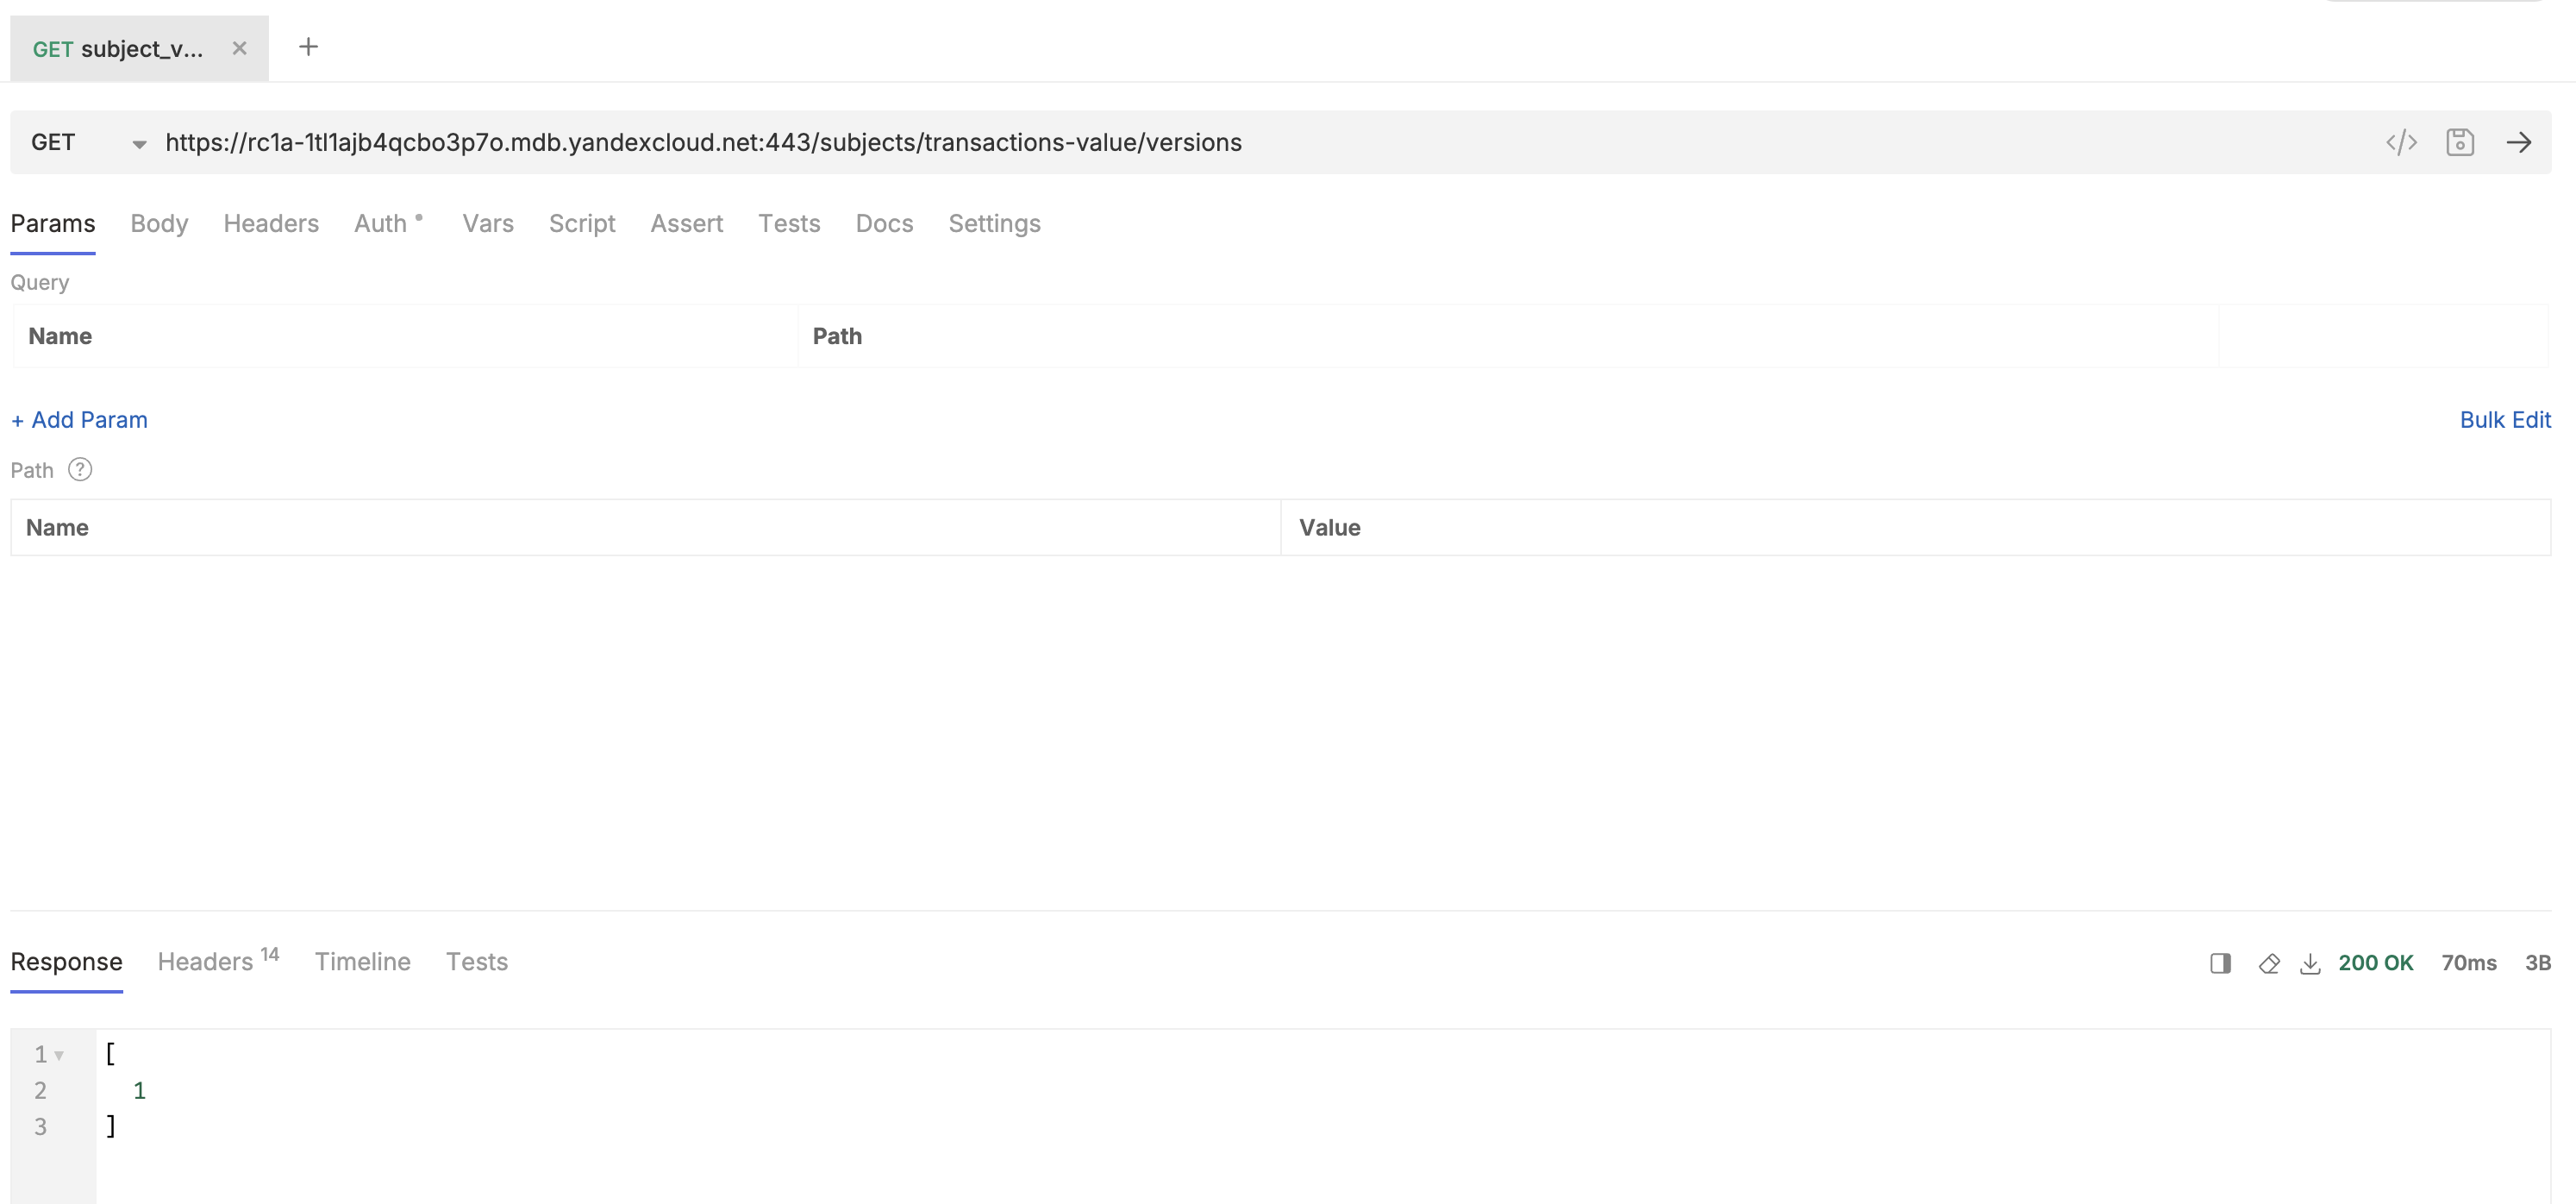 GET subject_v...
GET https://rc1a-1tl1ajb4qcbo3p7o.mdb.yandexcloud.net:443/subjects/transactions-value/versions
Params Body Headers Auth Vars Script Assert Tests Docs Settings
Query
Name Path
+ Add Param Bulk Edit
Path ?
Name Value
Response Headers 14 Timeline Tests 200 OK 70ms 3B
1 [
2 1
3 ]